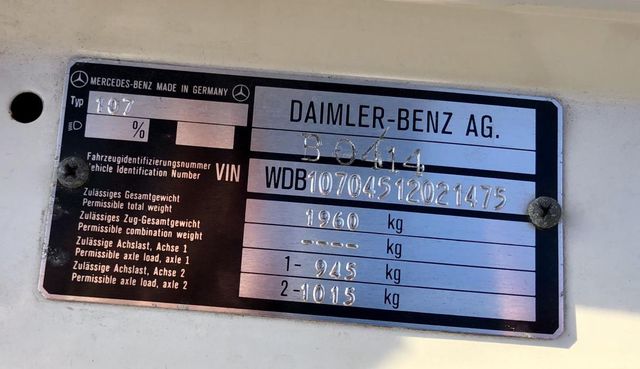 MERCEDES-BENZ MADE IN GERMANY
Typ 107
%
DAIMLER-BENZ AG.
B 0414
Fahrzeugidentifizierungsnummer
Vehicle Identification Number VIN WDB10704512021475
Zulässiges Gesamtgewicht
Permissible total weight 1960 kg
Zulässiges Zug-Gesamtgewicht
Permissible combination weight ---- kg
Zulässige Achslast, Achse 1
Permissible axle load, axle 1 1- 945 kg
Zulässige Achslast, Achse 2
Permissible axle load, axle 2 2- 1015 kg